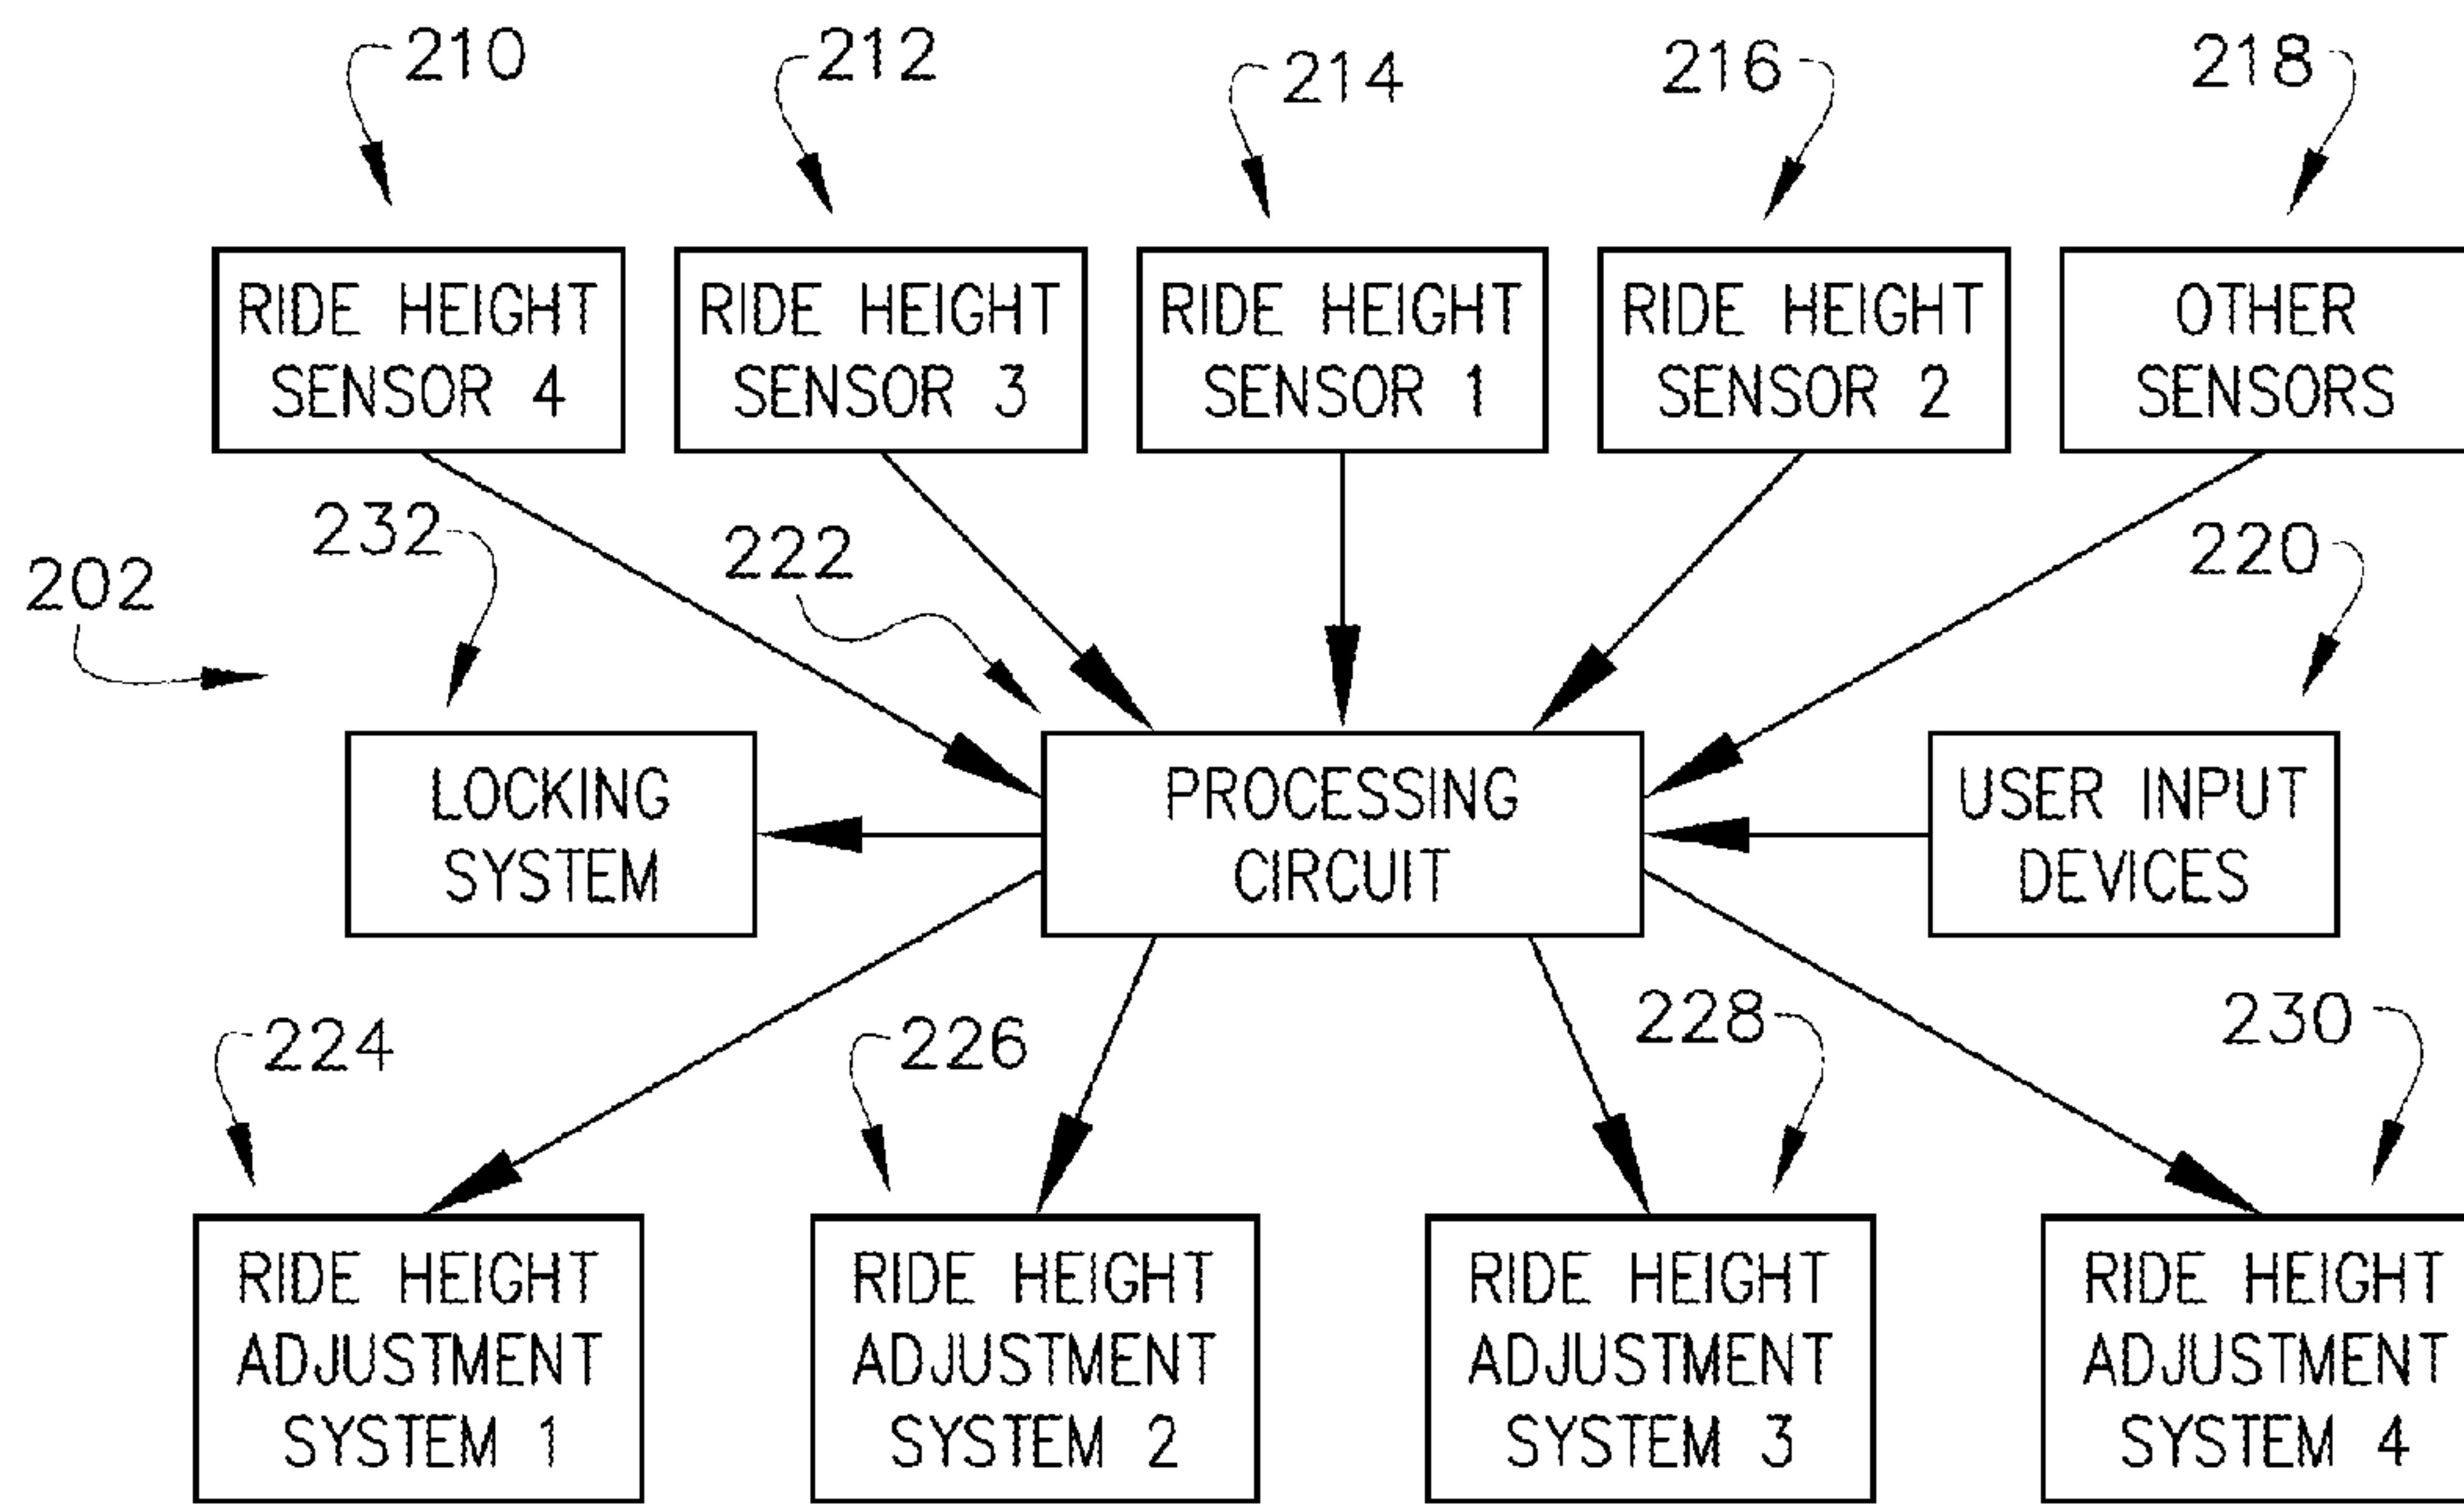 210
212
214
216
218
RIDE HEIGHT
SENSOR 4
RIDE HEIGHT
SENSOR 3
RIDE HEIGHT
SENSOR 1
RIDE HEIGHT
SENSOR 2
OTHER
SENSORS
202
232
222
220
LOCKING
SYSTEM
PROCESSING
CIRCUIT
USER INPUT
DEVICES
224
226
228
230
RIDE HEIGHT
ADJUSTMENT
SYSTEM 1
RIDE HEIGHT
ADJUSTMENT
SYSTEM 2
RIDE HEIGHT
ADJUSTMENT
SYSTEM 3
RIDE HEIGHT
ADJUSTMENT
SYSTEM 4